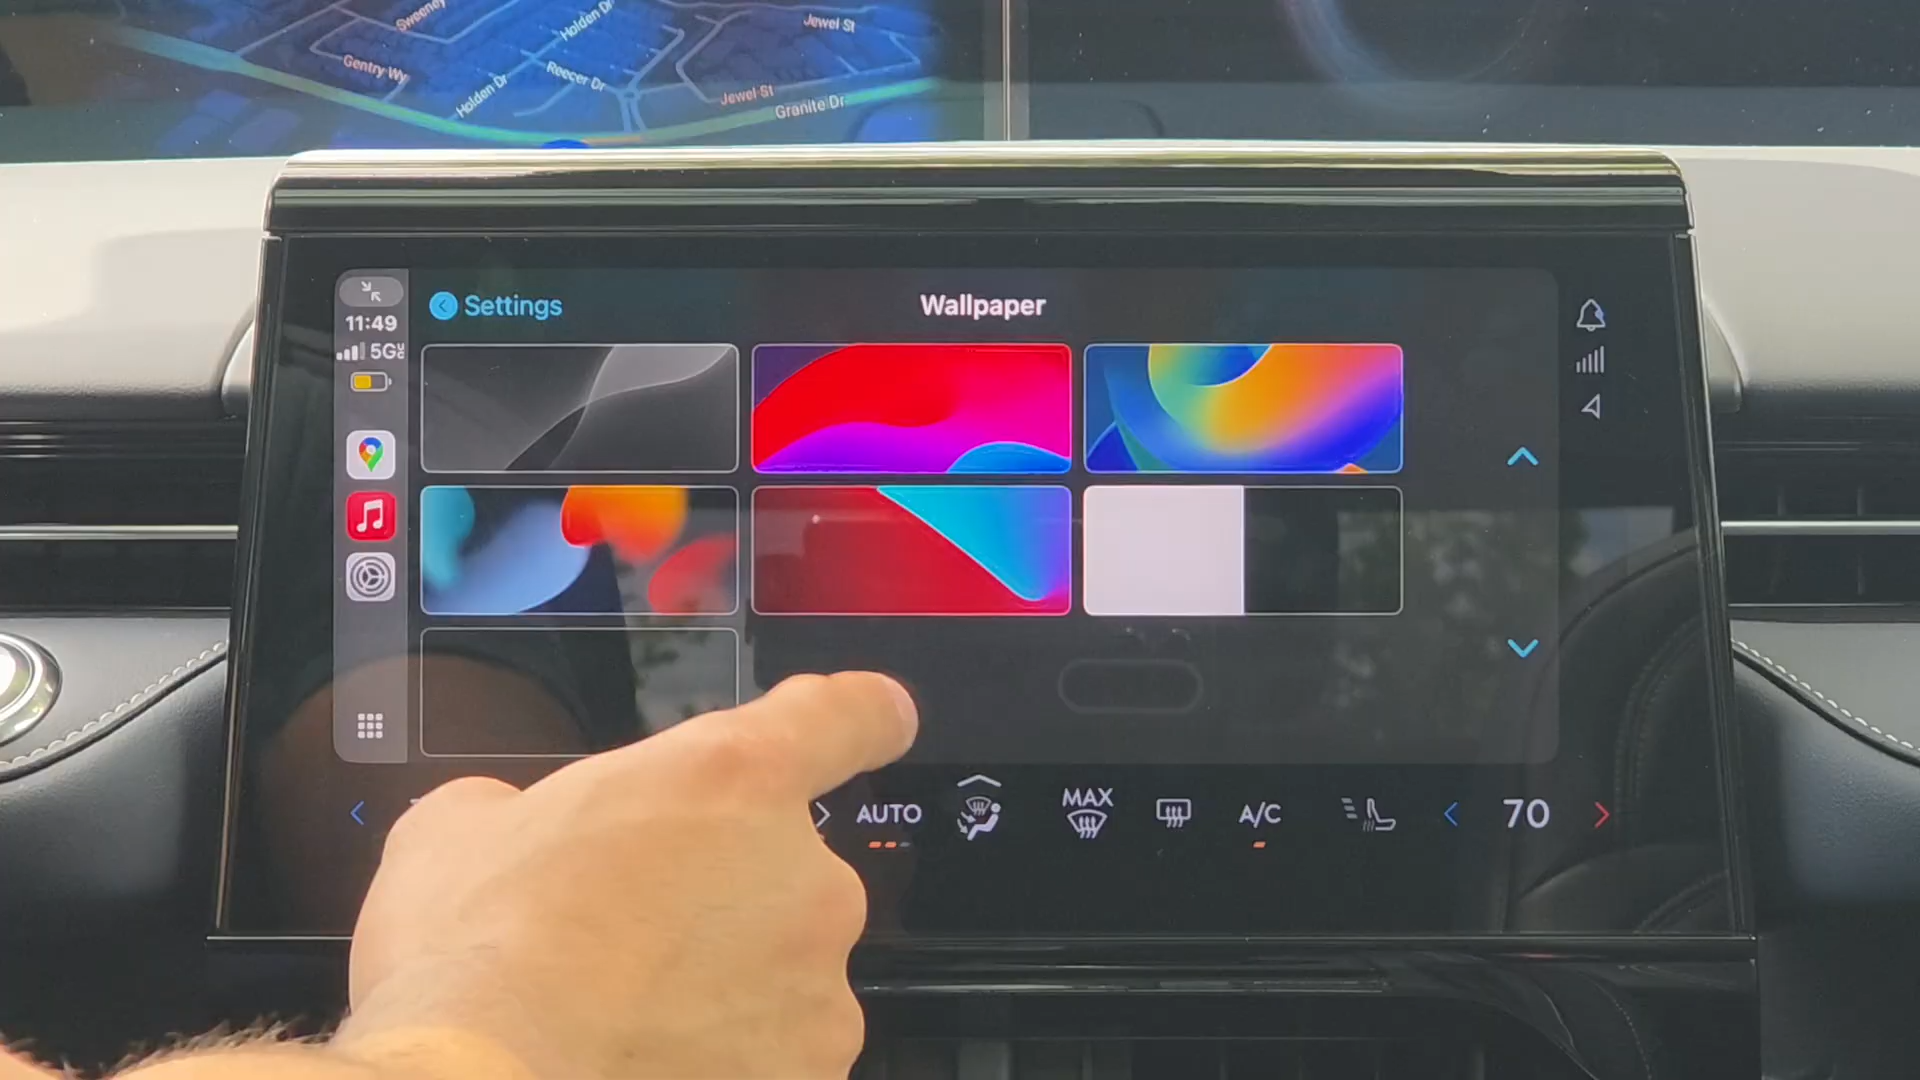 Sweeney
Holden Dr
Jewel St
Gentry Wy
Reecer Dr
Holden Dr
Jewel St
Granite Dr
Settings
Wallpaper
11:49
5G
AUTO
MAX
A/C
70